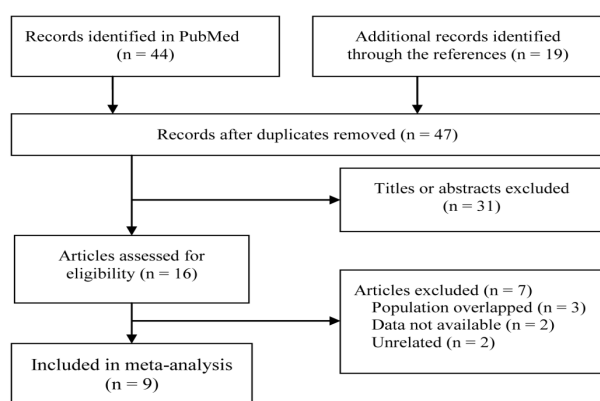 Records identified in PubMed
(n = 44)
Additional records identified
through the references (n = 19)
Records after duplicates removed (n = 47)
Titles or abstracts excluded
(n = 31)
Articles assessed for
eligibility (n = 16)
Articles excluded (n = 7)
Population overlapped (n = 3)
Data not available (n = 2)
Unrelated (n = 2)
Included in meta-analysis
(n = 9)